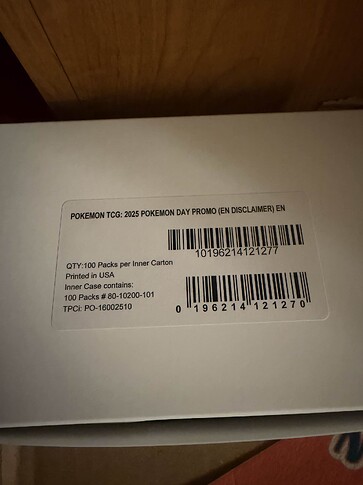 POKEMON TCG: 2025 POKEMON DAY PROMO (EN DISCLAIMER) EN
10196214121277
QTY:100 Packs per Inner Carton
Printed in USA
Inner Case contains:
100 Packs # 80-10200-101
TPCi: PO-16002510
0 196214 121270